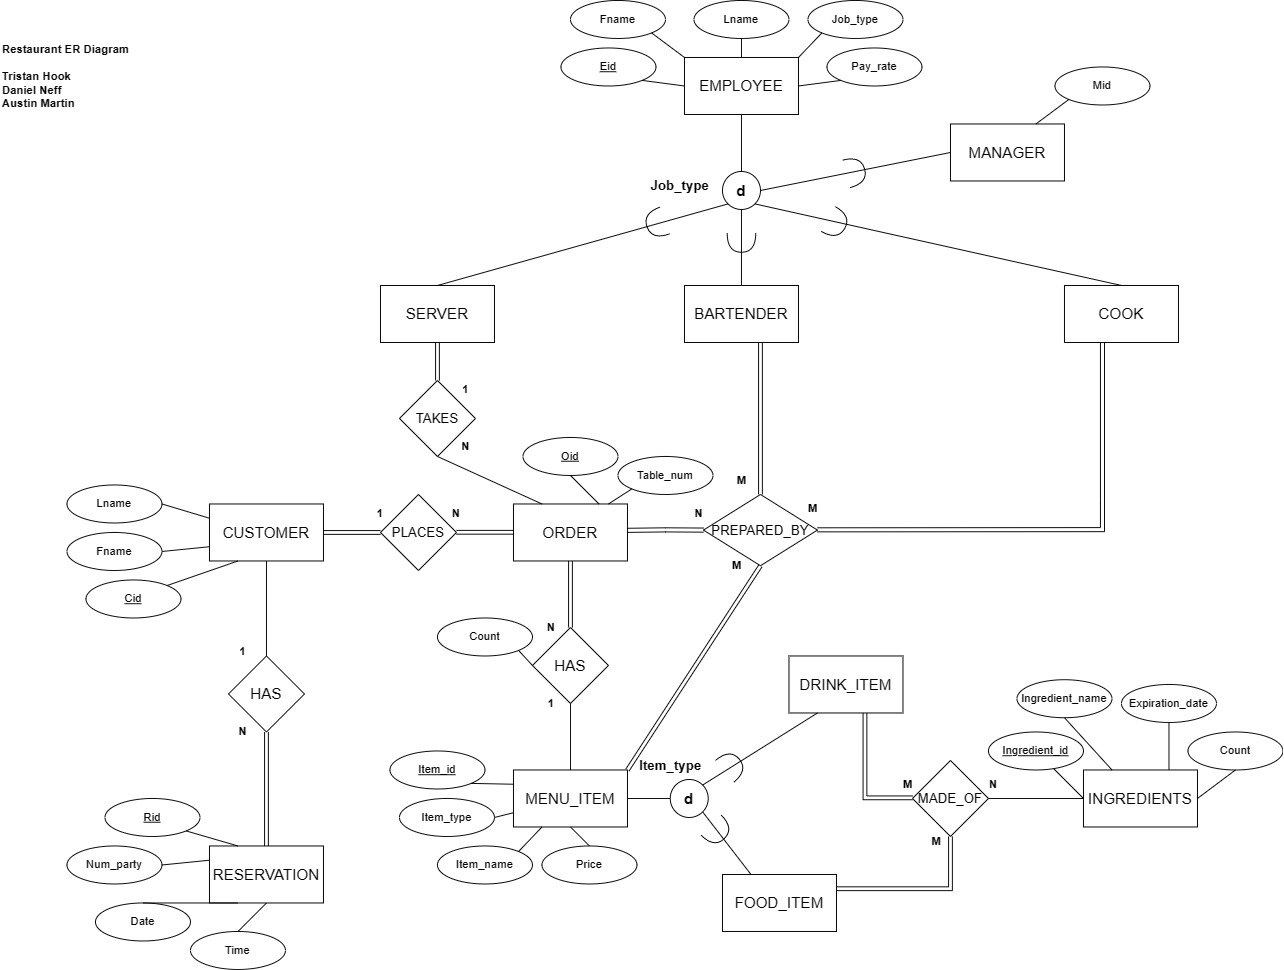 Fname
Lname
Job_type
Restaurant ER Diagram
Eid
Pay_rate
Tristan Hook
EMPLOYEE
Mid
Daniel Neff
Austin Martin
MANAGER
Job_type
d
SERVER
BARTENDER
COOK
1
TAKES
N
Oid
Table_num
M
Lname
1
N
N
M
CUSTOMER
PLACES
ORDER
PREPARED_BY
Fname
M
Cid
N
Count
1
HAS
HAS
DRINK_ITEM
1
Ingredient_name
Expiration_date
N
Ingredient_id
Count
Item_id
Item_type
M
N
MENU_ITEM
d
MADE_OF
INGREDIENTS
Rid
Item_type
M
Num_party
Item_name
Price
RESERVATION
FOOD_ITEM
Date
Time